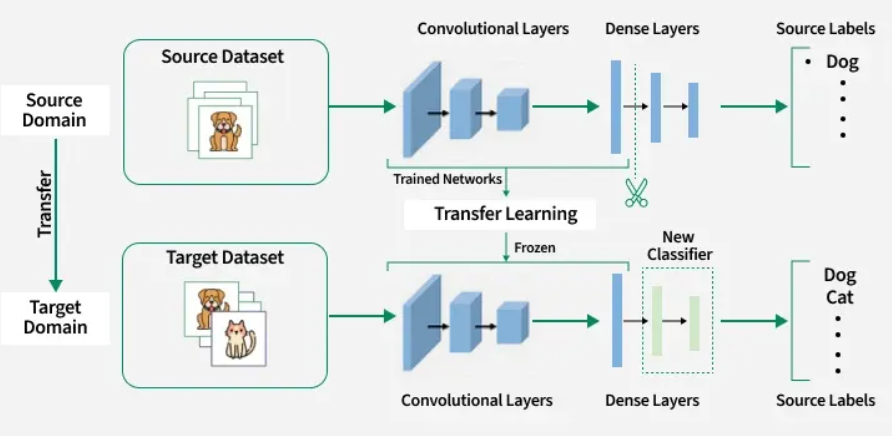 Convolutional Layers
Dense Layers
Source Labels
Source Dataset
Source
Domain
• Dog
Transfer
Trained Networks
Transfer Learning
Frozen
New
Classifier
Target Dataset
Target
Domain
Dog
Cat
Convolutional Layers
Dense Layers
Source Labels